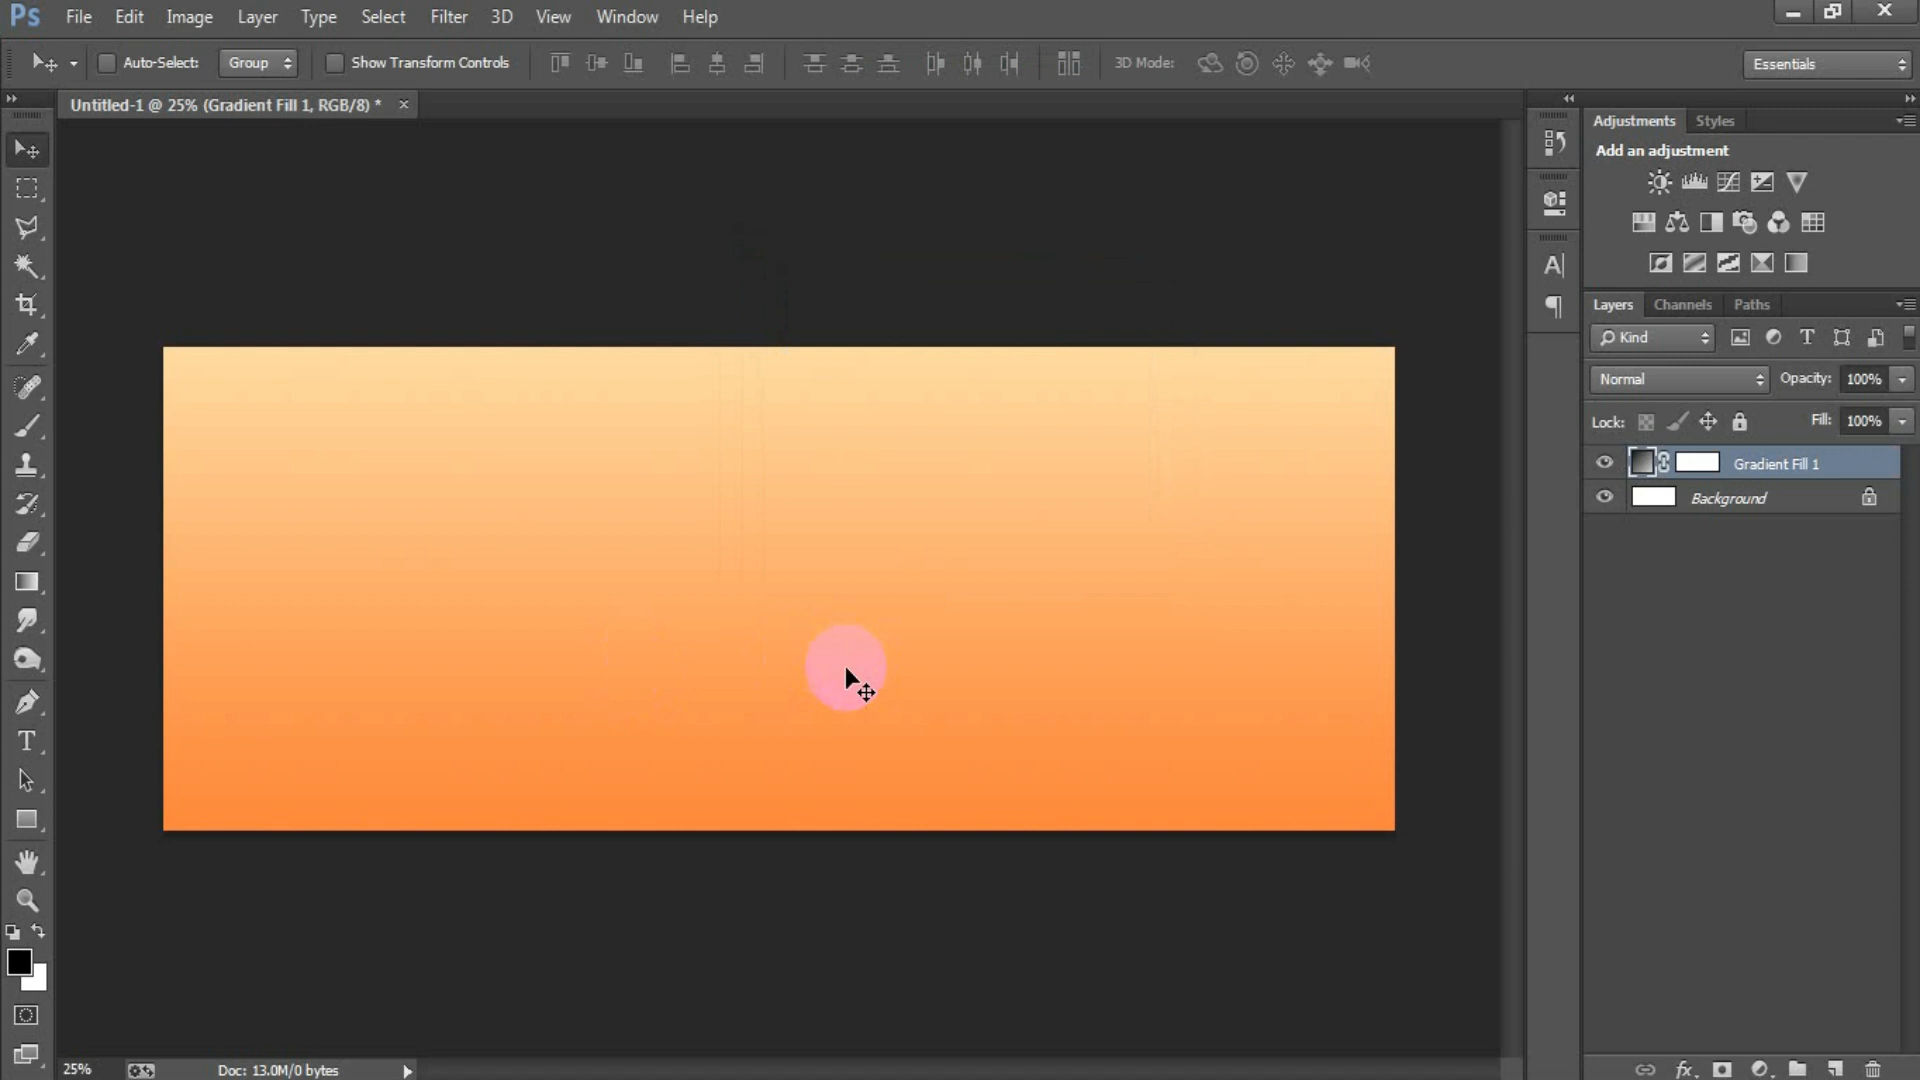 Ps File Edit Image Layer Type Select Filter 3D View Window Help
Auto-Select: Group Show Transform Controls 3D Mode: Essentials
Untitled-1 @ 25% (Gradient Fill 1, RGB/8) *
Adjustments Styles
Add an adjustment
Layers Channels Paths
Kind
Normal Opacity: 100%
Lock: Fill: 100%
Gradient Fill 1
Background
25% Doc: 13.0M/0 bytes